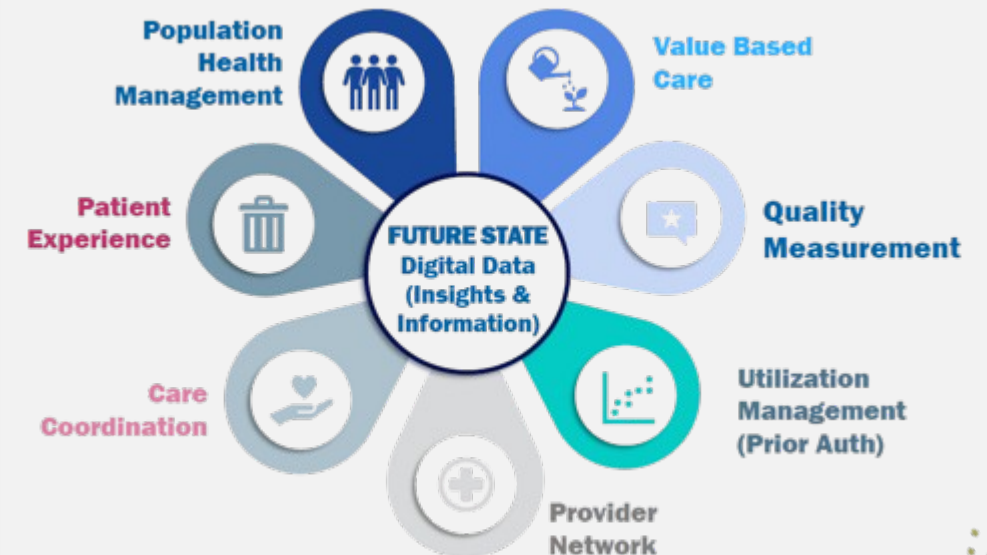 Population
Health
Management
Value Based
Care
Patient
Experience
FUTURE STATE
Digital Data
(Insights &
Information)
Quality
Measurement
Care
Coordination
Utilization
Management
(Prior Auth)
Provider
Network